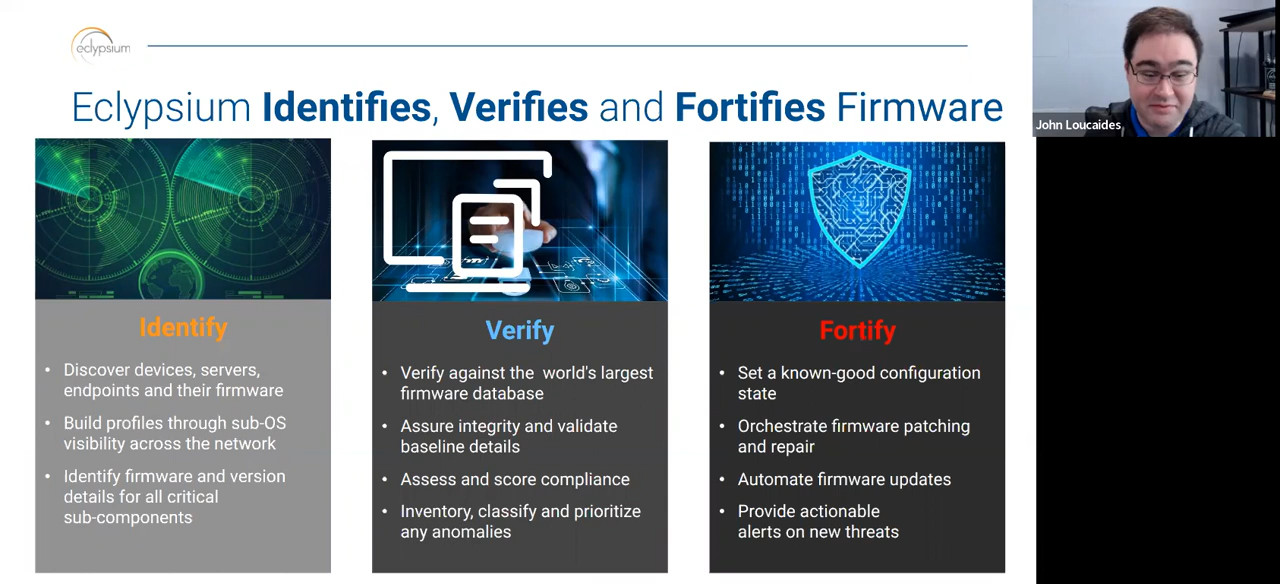 eclypsium
Eclypsium Identifies, Verifies and Fortifies Firmware
John Loucaides
Identify
• Discover devices, servers,
endpoints and their firmware
• Build profiles through sub-OS
visibility across the network
• Identify firmware and version
details for all critical
sub-components
Verify
• Verify against the world's largest
firmware database
• Assure integrity and validate
baseline details
• Assess and score compliance
• Inventory, classify and prioritize
any anomalies
Fortify
• Set a known-good configuration
state
• Orchestrate firmware patching
and repair
• Automate firmware updates
• Provide actionable
alerts on new threats